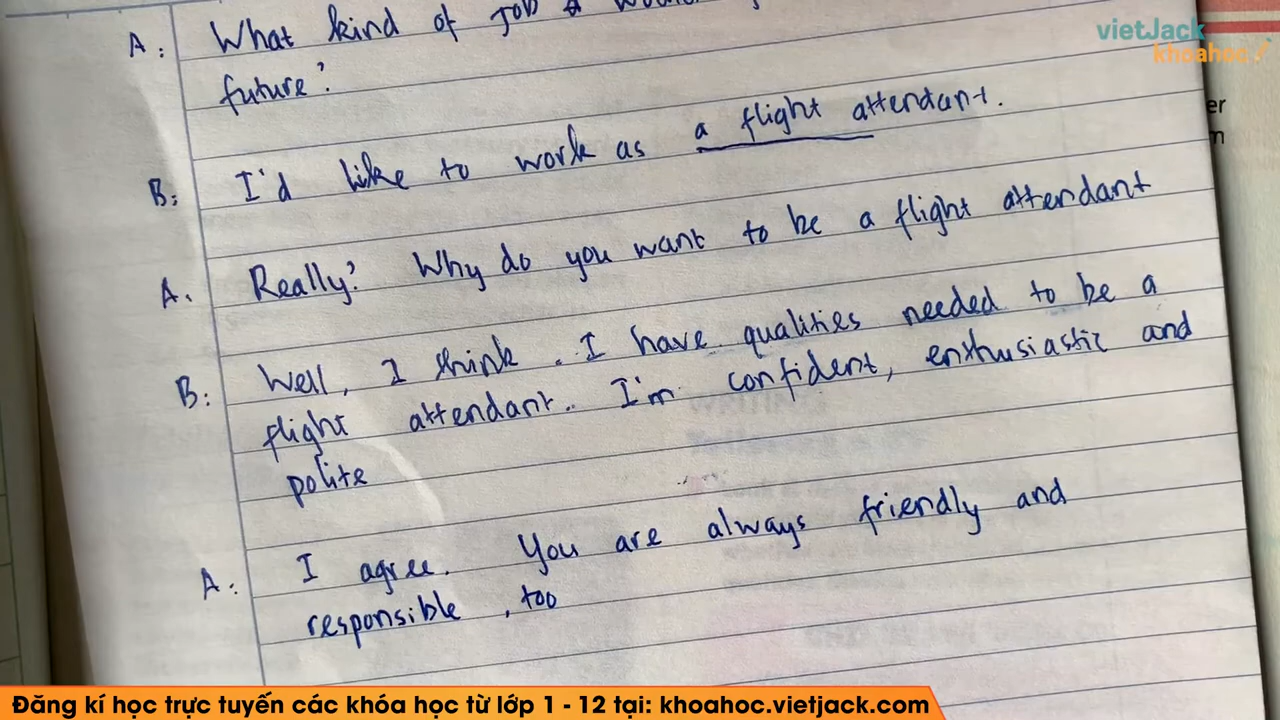 A: What kind of Job
future?
B: I'd like to work as a flight attendant.
A. Really? Why do you want to be a flight attendant
B: Well, I think . I have qualities needed to be a
flight attendant. I'm confident, enthusiastic and
polite
A: I agree. You are always friendly and
responsible, too
vietJack
khoahoc
er
m
Đăng kí học trực tuyến các khóa học từ lớp 1 - 12 tại: khoahoc.vietjack.com